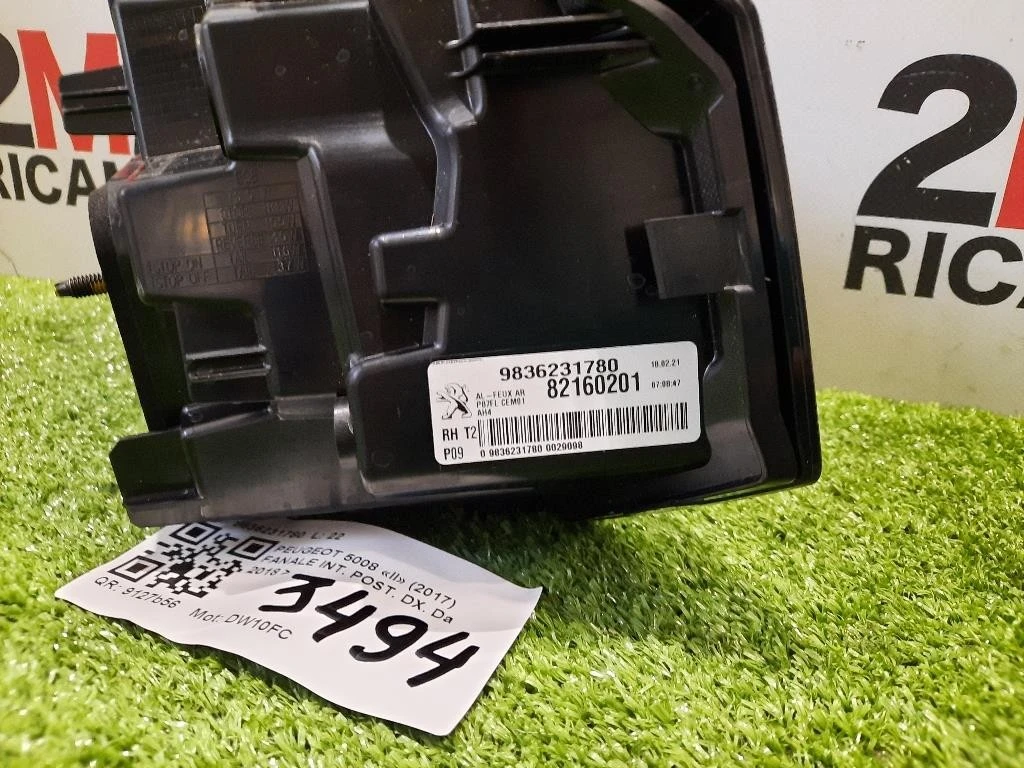 2M
RICAM
2
RICA
STOP ON
STOP OFF
9836231780
18.02.21
82160201
07:08:47
AL-FEUX AR
P87FL CEM01
AH4
RH T2
P09
0 9836231780 0029098
9836231780 L: 22
PEUGEOT 5008 «II» (2017)
FANALE INT. POST. DX. Da
2018 >
3494
QR: 9127b56
Mot: DW10FC